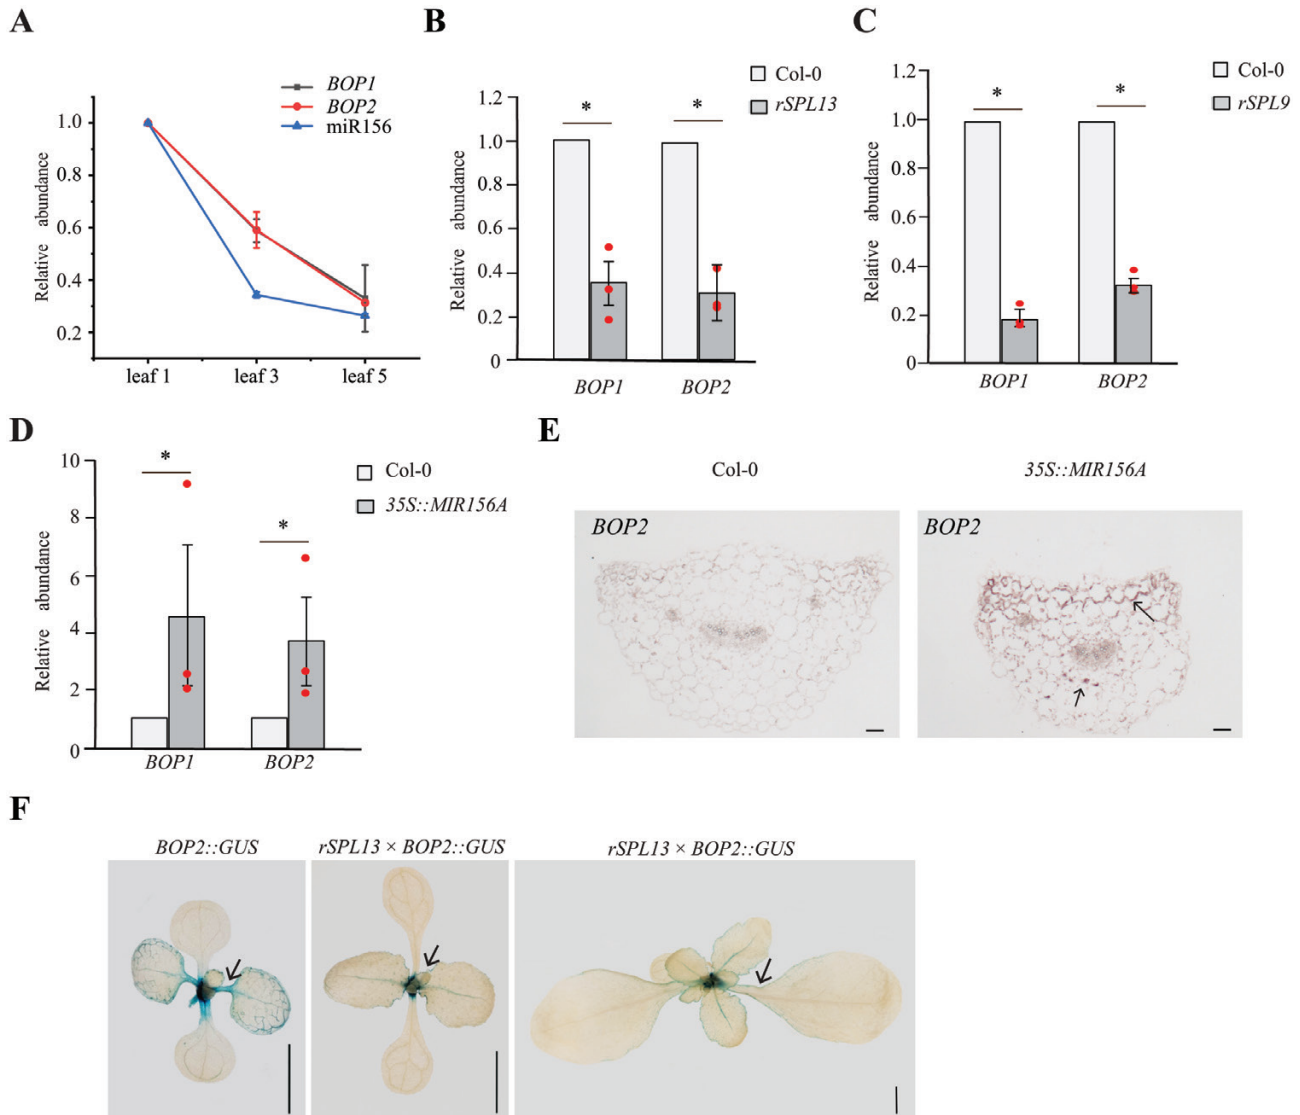 A
BOP1
BOP2
miR156
Relative abundance
1.0
0.8
0.6
0.4
0.2
leaf 1
leaf 3
leaf 5
B
Col-0
rSPL13
Relative abundance
1.2
1.0
0.8
0.6
0.4
0.2
0
*
*
BOP1
BOP2
C
Col-0
rSPL9
Relative abundance
1.2
1.0
0.8
0.6
0.4
0.2
0
*
*
BOP1
BOP2
D
Col-0
35S::MIR156A
Relative abundance
10
8
6
4
2
0
*
*
BOP1
BOP2
E
Col-0
35S::MIR156A
BOP2
BOP2
F
BOP2::GUS
rSPL13 × BOP2::GUS
rSPL13 × BOP2::GUS